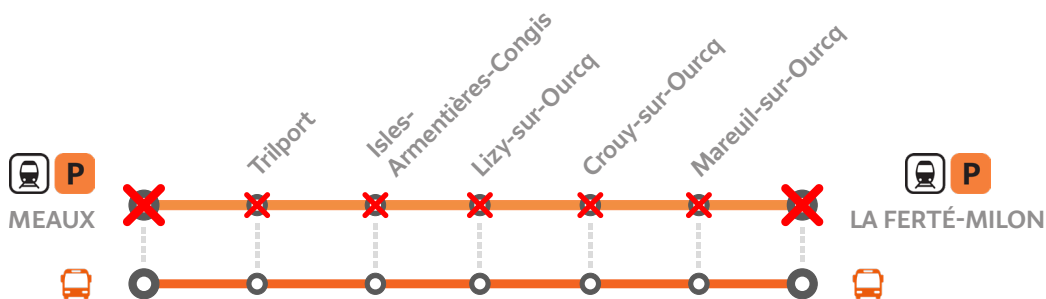 Trilport
Isles-
Armentières-Congis
Lizy-sur-Ourcq
Crouy-sur-Ourcq
Mareuil-sur-Ourcq
P
MEAUX
P
LA FERTÉ-MILON